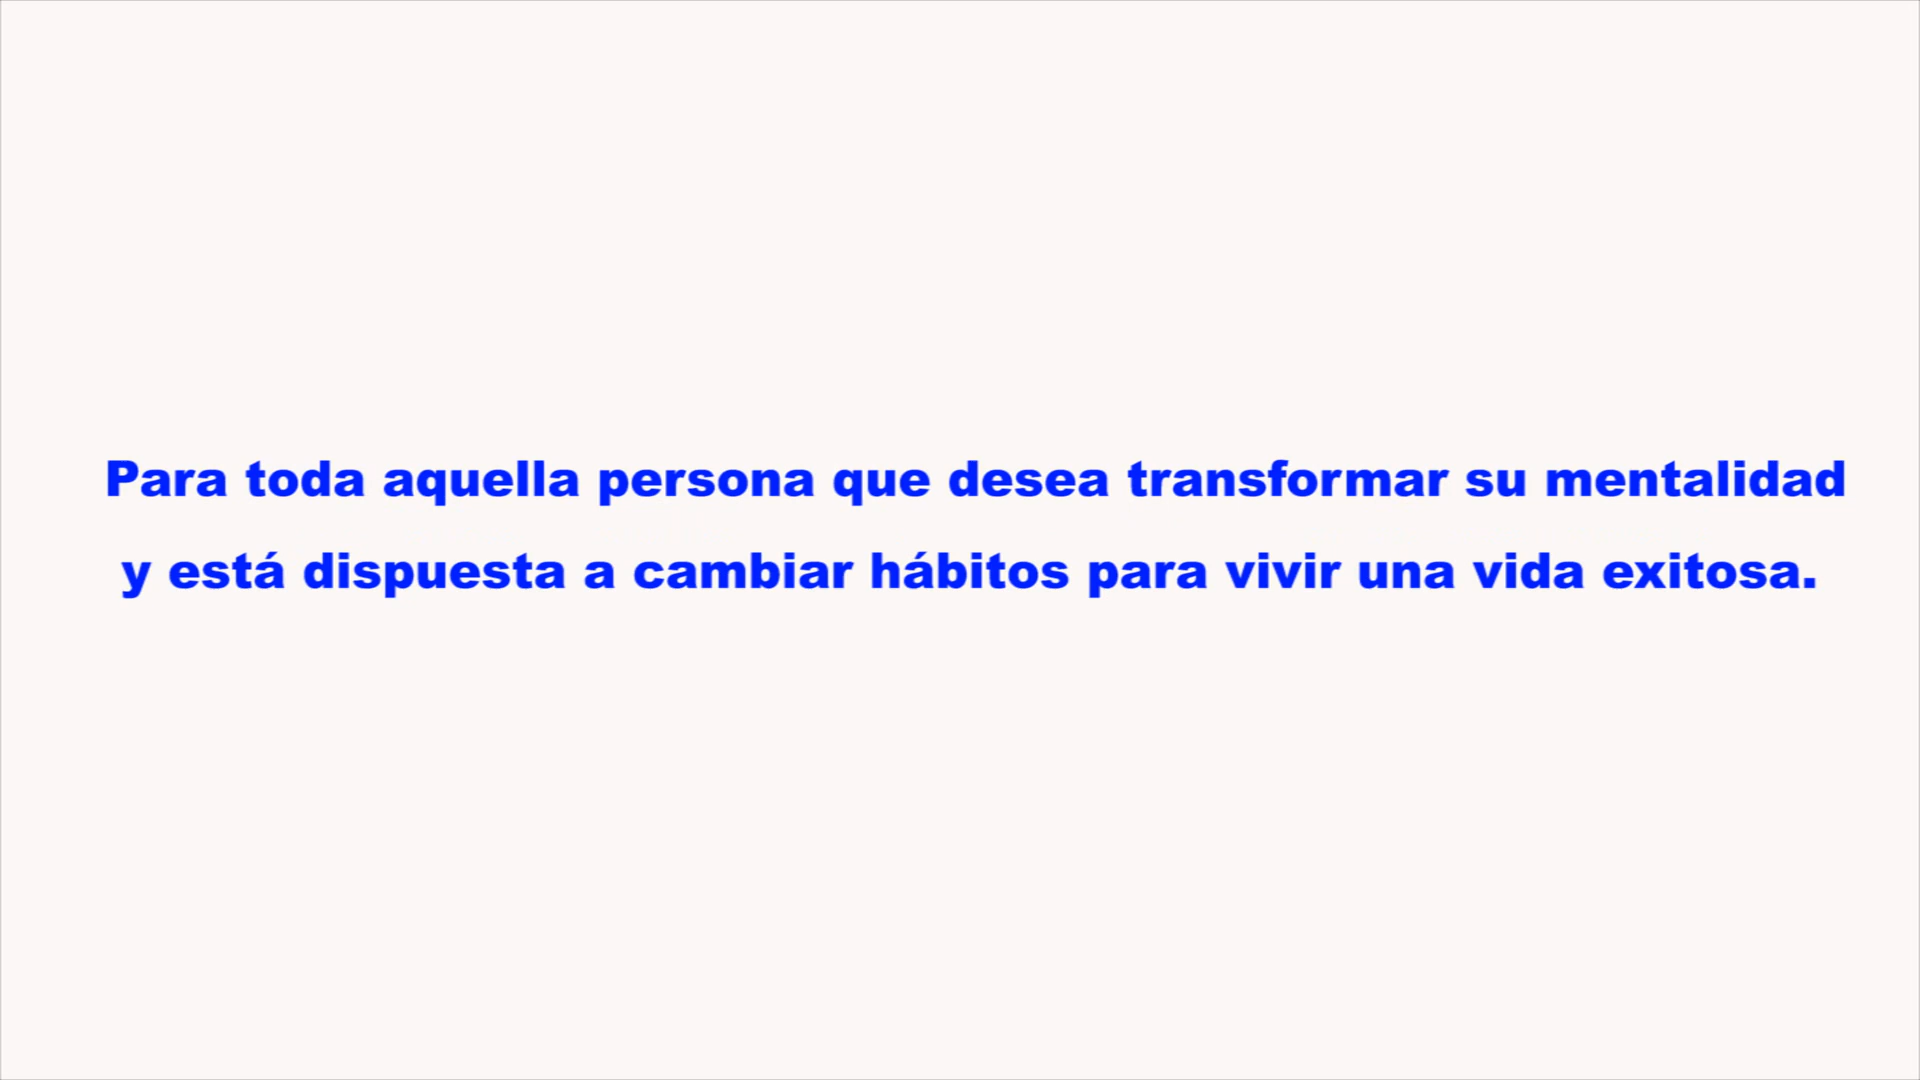 Para toda aquella persona que desea transformar su mentalidad
y está dispuesta a cambiar hábitos para vivir una vida exitosa.